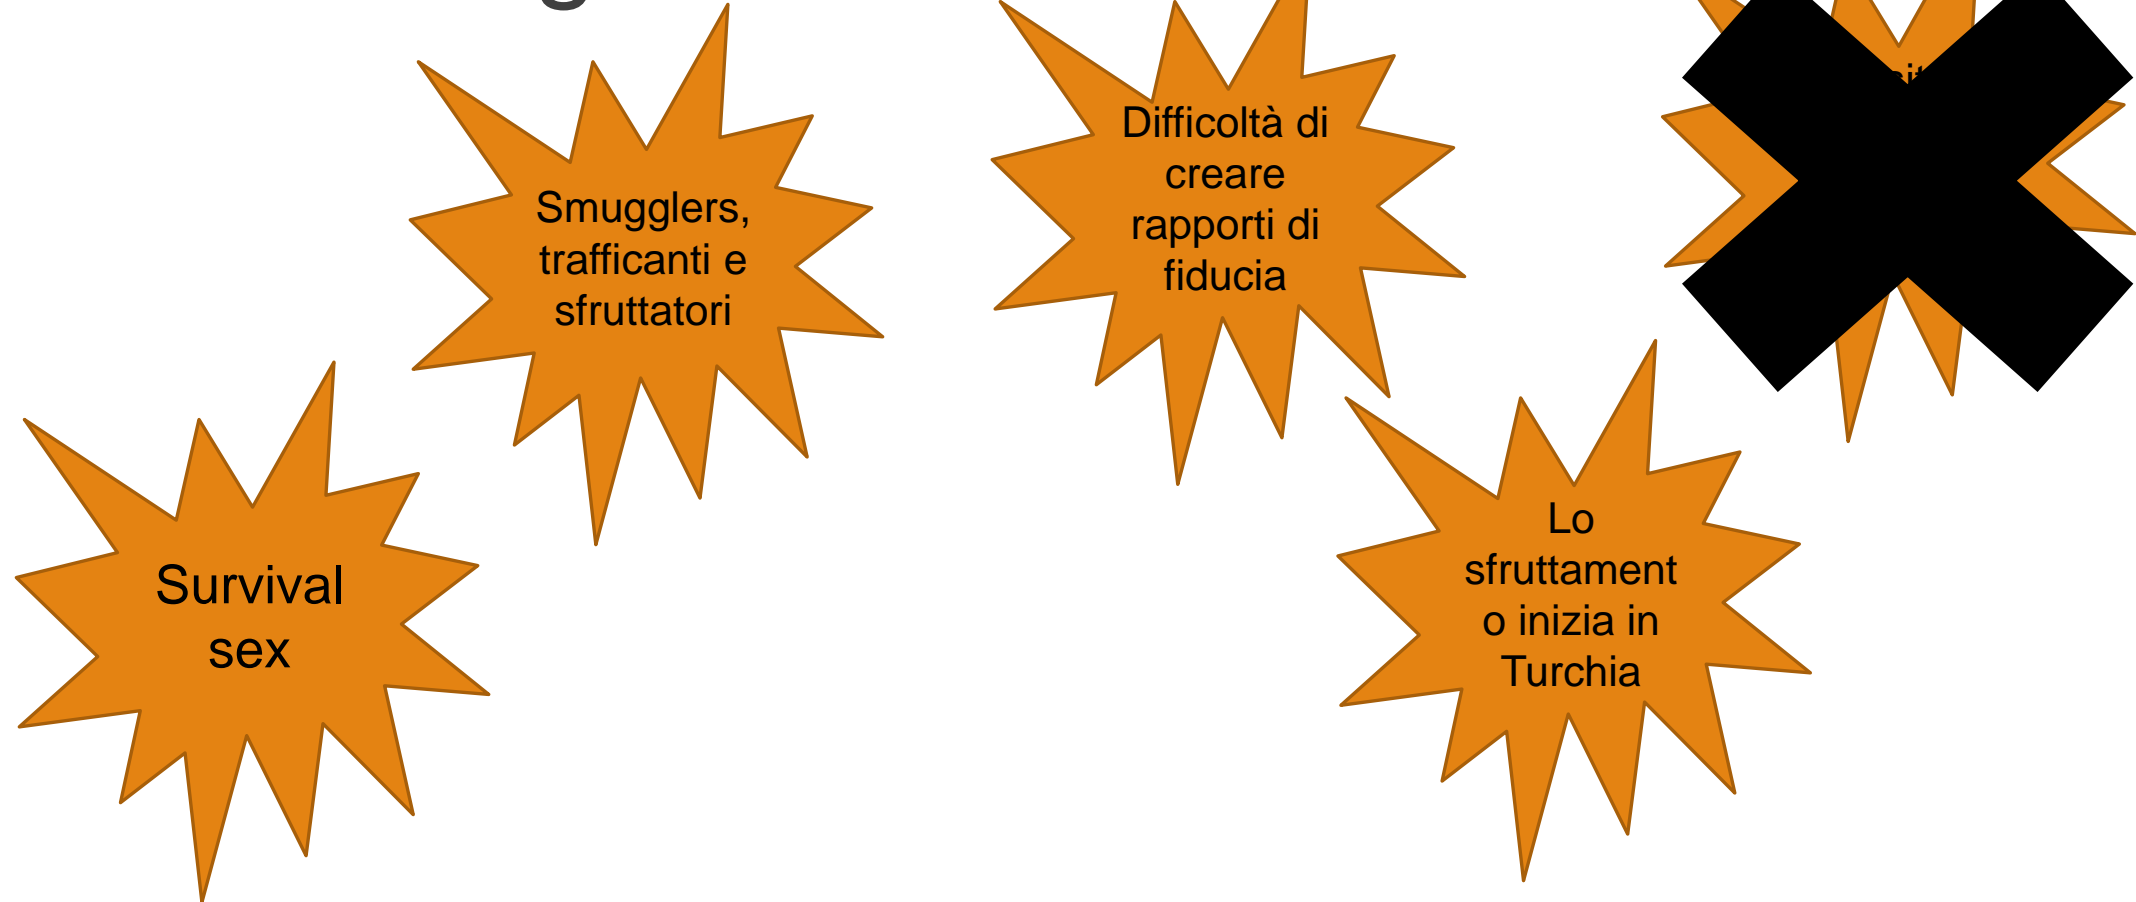 Smugglers,
trafficanti e
sfruttatori
Difficoltà di
creare
rapporti di
fiducia
Survival
sex
Lo
sfruttament
o inizia in
Turchia